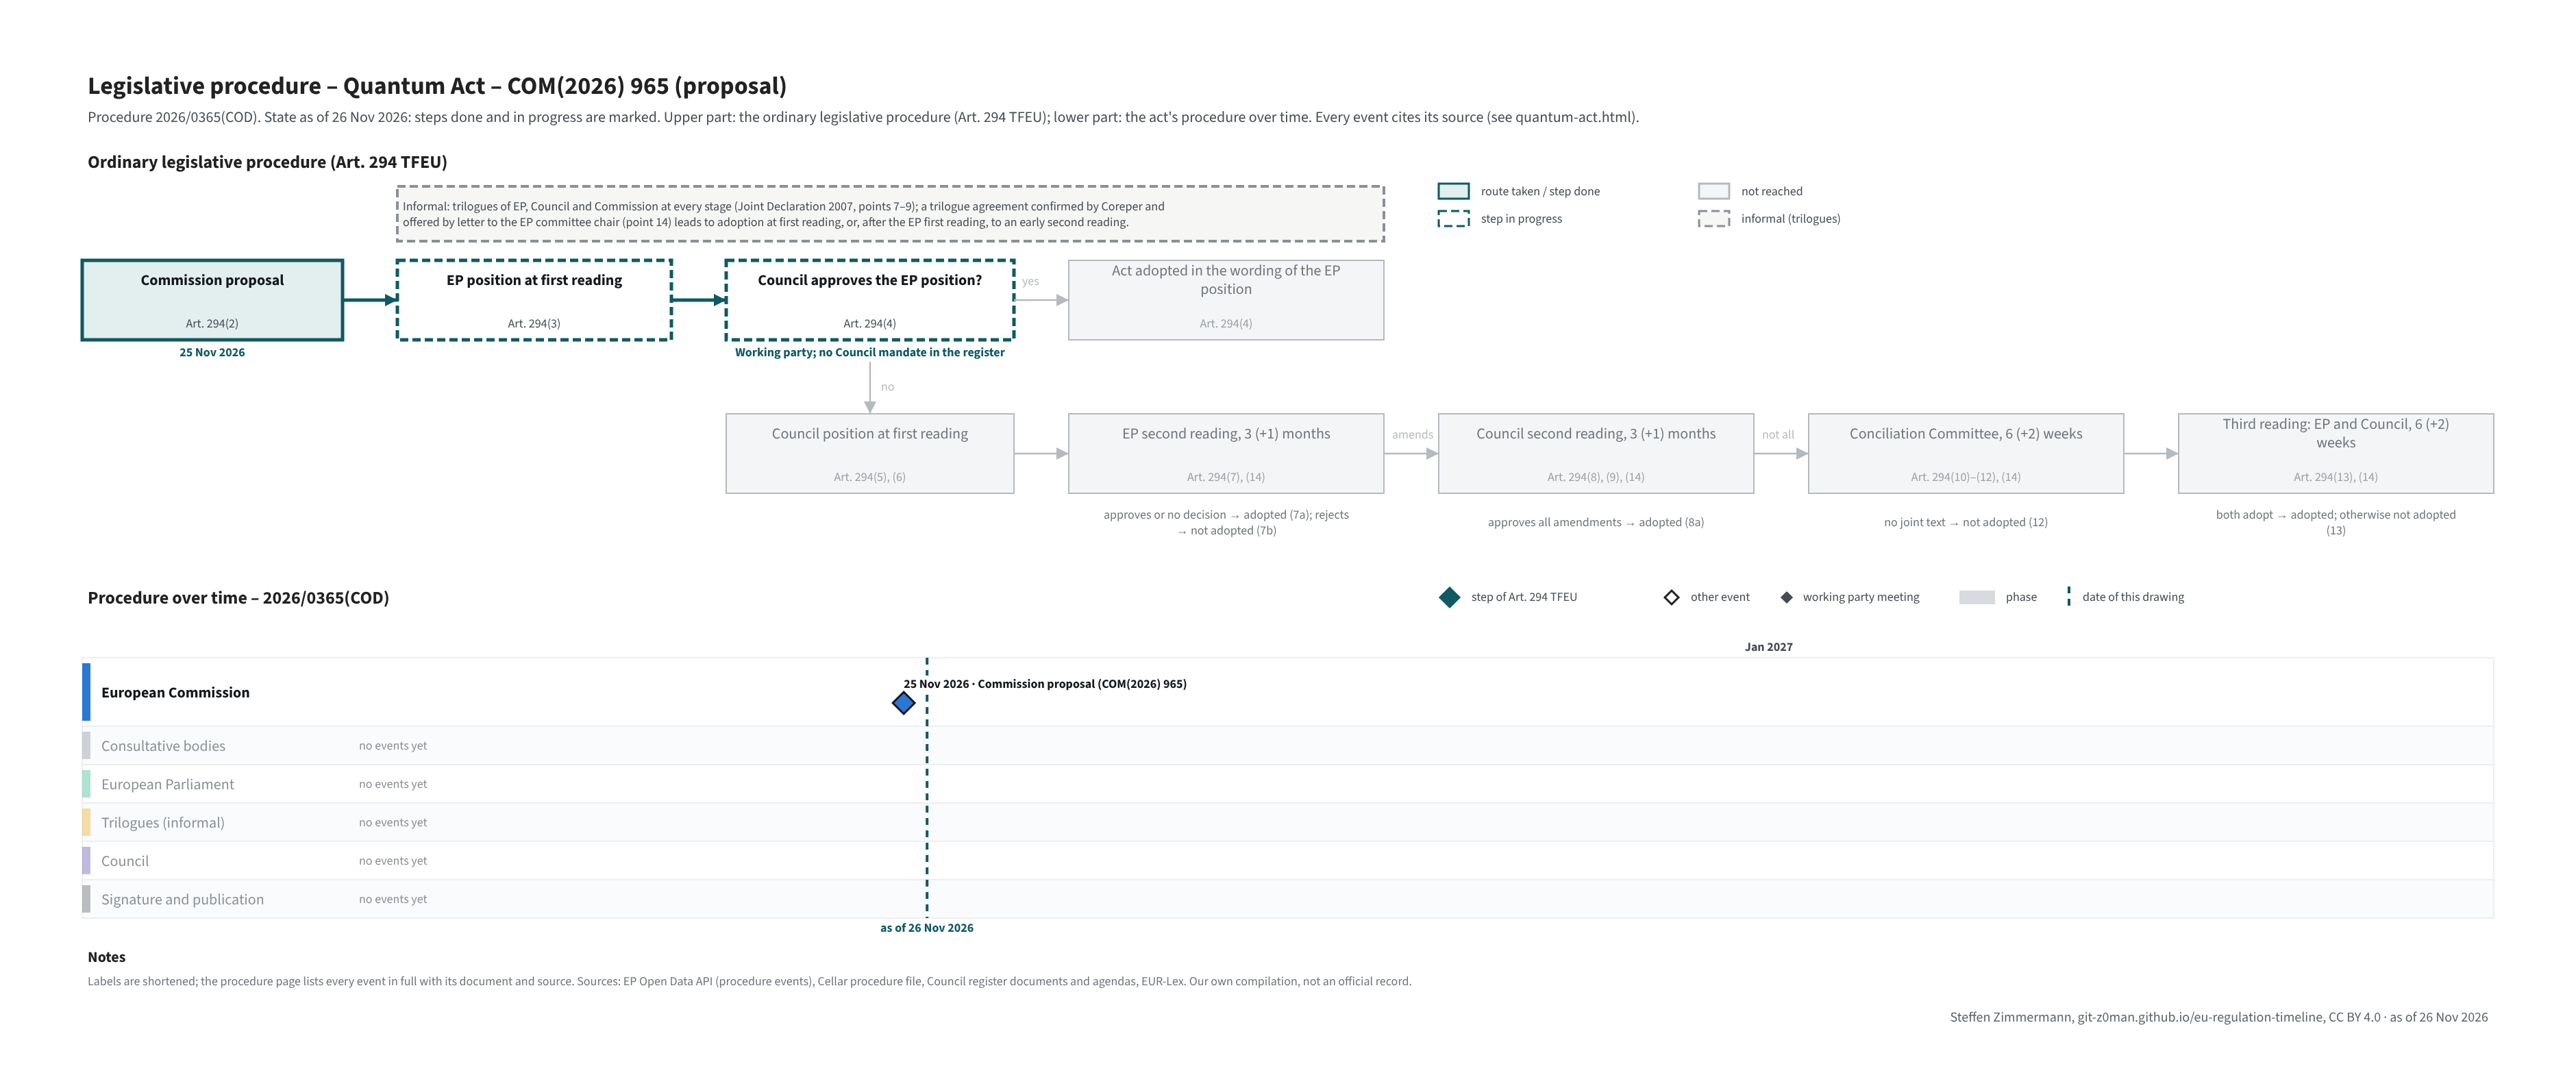 Legislative procedure – Quantum Act – COM(2026) 965 (proposal)
Procedure 2026/0365(COD). State as of 26 Nov 2026: steps done and in progress are marked. Upper part: the ordinary legislative procedure (Art. 294 TFEU); lower part: the act's procedure over time. Every event cites its source (see quantum-act.html).
Ordinary legislative procedure (Art. 294 TFEU)
Informal: trilogues of EP, Council and Commission at every stage (Joint Declaration 2007, points 7–9); a trilogue agreement confirmed by Coreper and
offered by letter to the EP committee chair (point 14) leads to adoption at first reading, or, after the EP first reading, to an early second reading.
route taken / step done
not reached
step in progress
informal (trilogues)
Commission proposal
Art. 294(2)
25 Nov 2026
EP position at first reading
Art. 294(3)
Council approves the EP position?
Art. 294(4)
Working party; no Council mandate in the register
yes
Act adopted in the wording of the EP
position
Art. 294(4)
no
Council position at first reading
Art. 294(5), (6)
EP second reading, 3 (+1) months
Art. 294(7), (14)
approves or no decision → adopted (7a); rejects
→ not adopted (7b)
amends
Council second reading, 3 (+1) months
Art. 294(8), (9), (14)
approves all amendments → adopted (8a)
not all
Conciliation Committee, 6 (+2) weeks
Art. 294(10)–(12), (14)
no joint text → not adopted (12)
Third reading: EP and Council, 6 (+2)
weeks
Art. 294(13), (14)
both adopt → adopted; otherwise not adopted
(13)
Procedure over time – 2026/0365(COD)
step of Art. 294 TFEU
other event
working party meeting
phase
date of this drawing
Jan 2027
European Commission
25 Nov 2026 · Commission proposal (COM(2026) 965)
Consultative bodies
no events yet
European Parliament
no events yet
Trilogues (informal)
no events yet
Council
no events yet
Signature and publication
no events yet
as of 26 Nov 2026
Notes
Labels are shortened; the procedure page lists every event in full with its document and source. Sources: EP Open Data API (procedure events), Cellar procedure file, Council register documents and agendas, EUR-Lex. Our own compilation, not an official record.
Steffen Zimmermann, git-z0man.github.io/eu-regulation-timeline, CC BY 4.0 · as of 26 Nov 2026